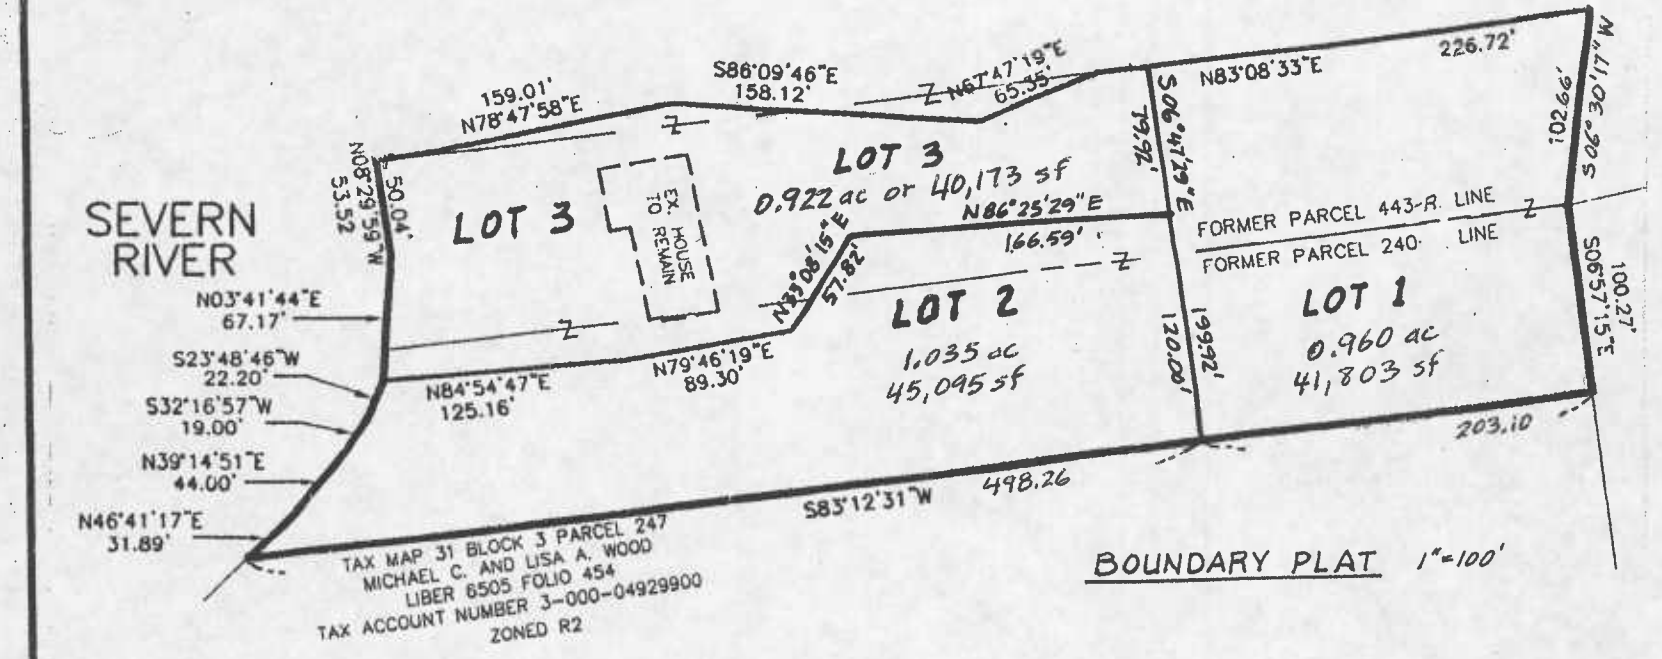 226.72'
N83°08'33"E
S06°30'17"W
102.66'
S86°09'46"E
158.12'
N67°47'19"E
65.35'
159.01'
N78°47'58"E
S06°47'29"E
79.92'
LOT 3
0.922 ac or 40,173 sf
N08°29'59"W
53.52
50.04'
SEVERN
RIVER
LOT 3
EX. HOUSE
TO
REMAIN
N86°25'29"E
166.59'
N33°08'15"E
57.82'
FORMER PARCEL 443-R LINE
FORMER PARCEL 240 LINE
S06°57'15"E
100.27'
N03°41'44"E
67.17'
LOT 2
1.035 ac
45,095 sf
LOT 1
0.960 ac
41,803 sf
199.92'
120.00'
S23°48'46"W
22.20'
N84°54'47"E
125.16'
N79°46'19"E
89.30'
S32°16'57"W
19.00'
203.10
N39°14'51"E
44.00'
498.26
S83°12'31"W
N46°41'17"E
31.89'
TAX MAP 31 BLOCK 3 PARCEL 247
MICHAEL C. AND LISA A. WOOD
LIBER 6505 FOLIO 454
TAX ACCOUNT NUMBER 3-000-04929900
ZONED R2
BOUNDARY PLAT 1"=100'